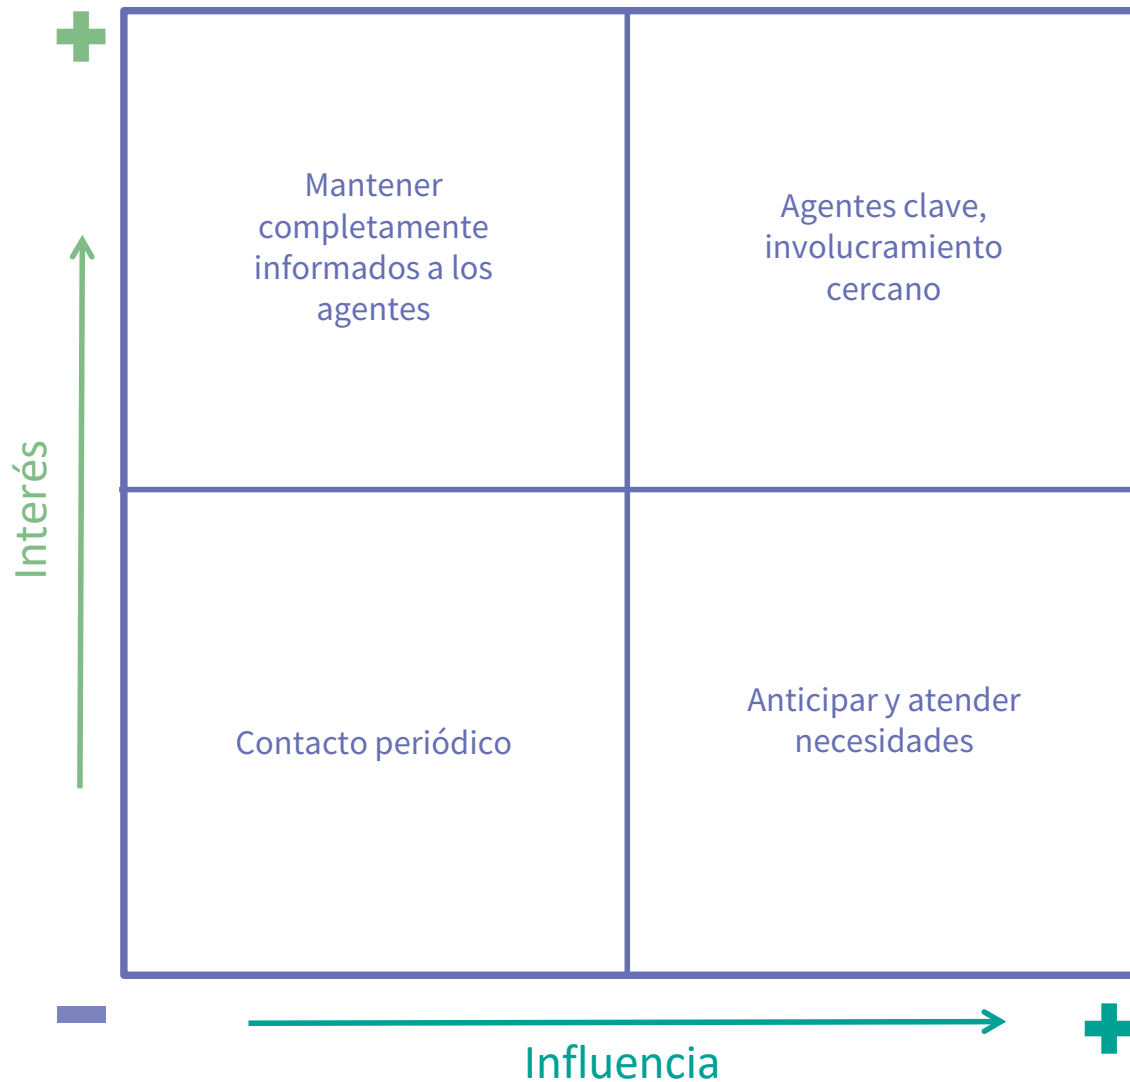 Mantener
completamente
informados a los
agentes
Agentes clave,
involucramiento
cercano
Interés
Contacto periódico
Anticipar y atender
necesidades
Influencia